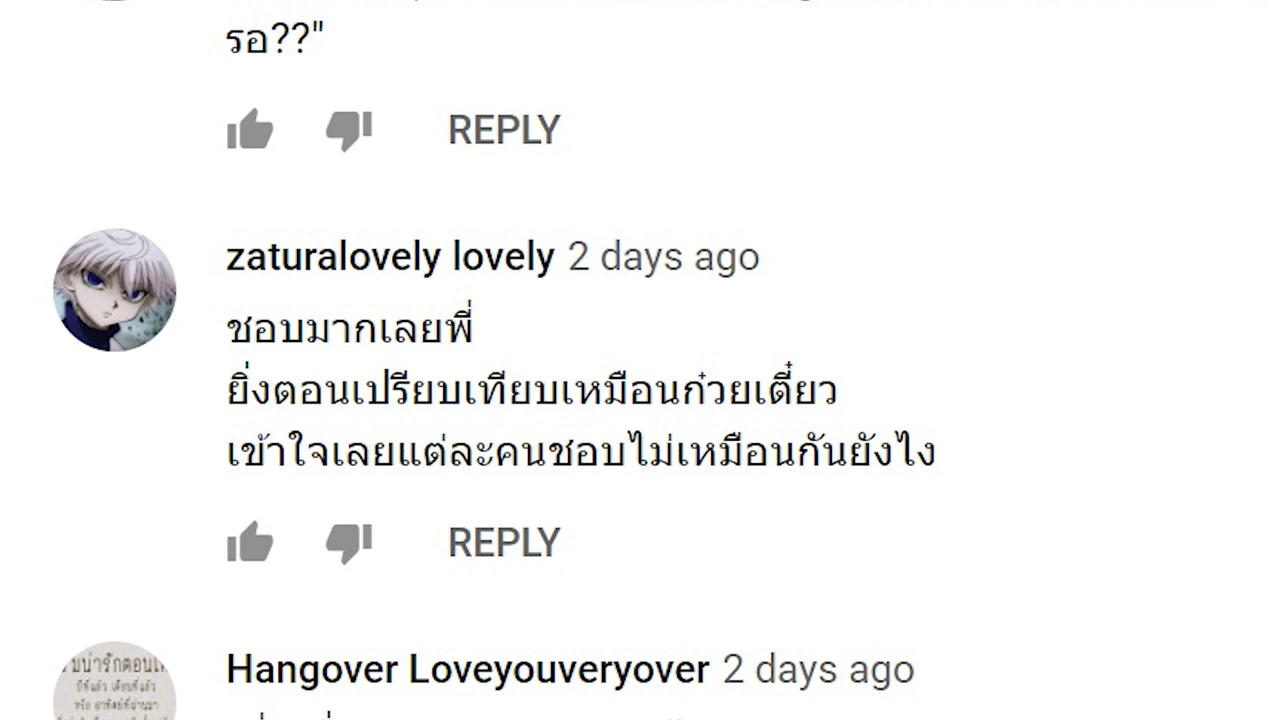 รอ??"
REPLY
zaturalovely lovely 2 days ago
ชอบมากเลยพี่
ยิ่งตอนเปรียบเทียบเหมือนก๋วยเตี๋ยว
เข้าใจเลยแต่ละคนชอบไม่เหมือนกันยังไง
REPLY
Hangover Loveyouveryover 2 days ago